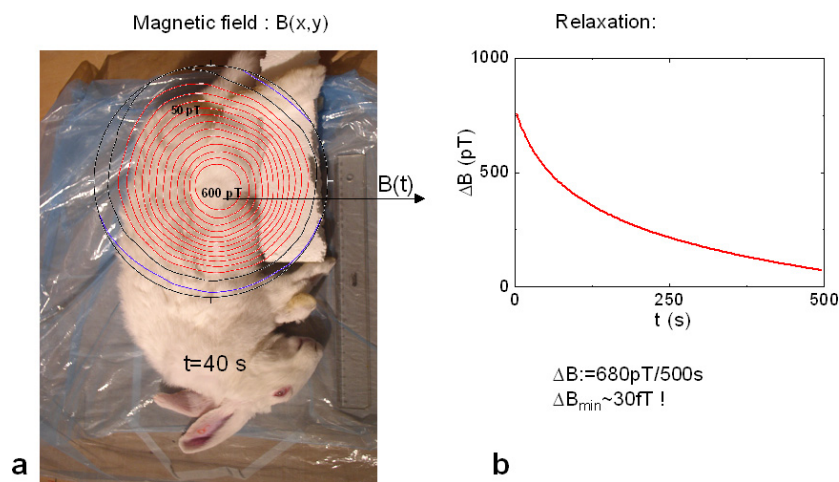 Magnetic field : B(x,y)
50 pT
600 pT
B(t)
t=40 s
a
Relaxation:
1000
500
0
ΔB (pT)
0
250
500
t (s)
ΔB:=680pT/500s
ΔBmin~30fT !
b